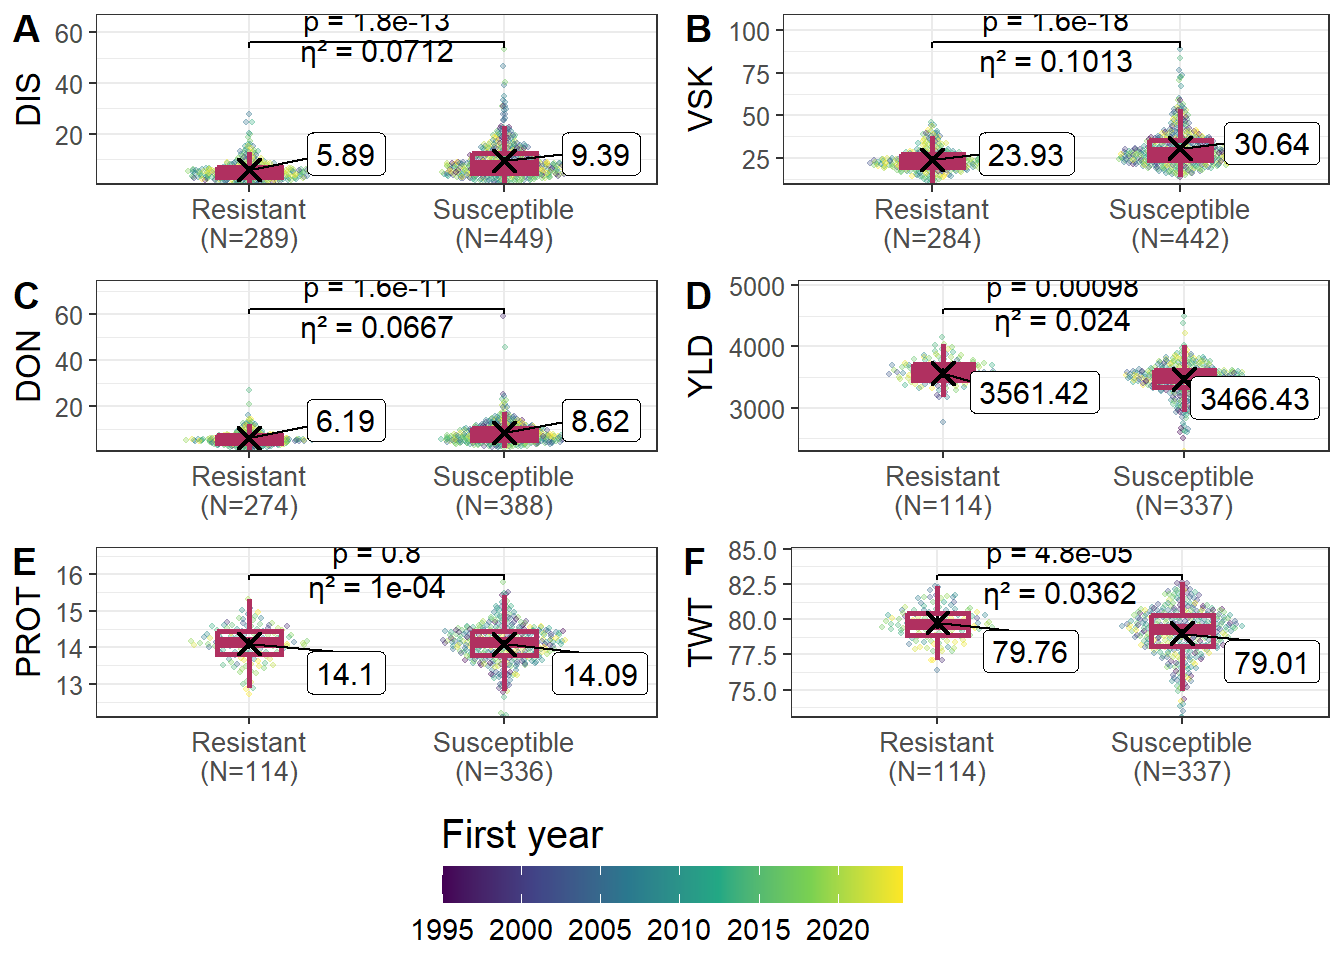 A
DIS
60
40
20
p = 1.8e-13
η² = 0.0712
5.89
9.39
Resistant
(N=289)
Susceptible
(N=449)
B
VSK
100
75
50
25
p = 1.6e-18
η² = 0.1013
23.93
30.64
Resistant
(N=284)
Susceptible
(N=442)
C
DON
60
40
20
p = 1.6e-11
η² = 0.0667
6.19
8.62
Resistant
(N=274)
Susceptible
(N=388)
D
YLD
5000
4000
3000
p = 0.00098
η² = 0.024
3561.42
3466.43
Resistant
(N=114)
Susceptible
(N=337)
E
PROT
16
15
14
13
p = 0.8
η² = 1e-04
14.1
14.09
Resistant
(N=114)
Susceptible
(N=336)
F
TWT
85.0
82.5
80.0
77.5
75.0
p = 4.8e-05
η² = 0.0362
79.76
79.01
Resistant
(N=114)
Susceptible
(N=337)
First year
1995 2000 2005 2010 2015 2020